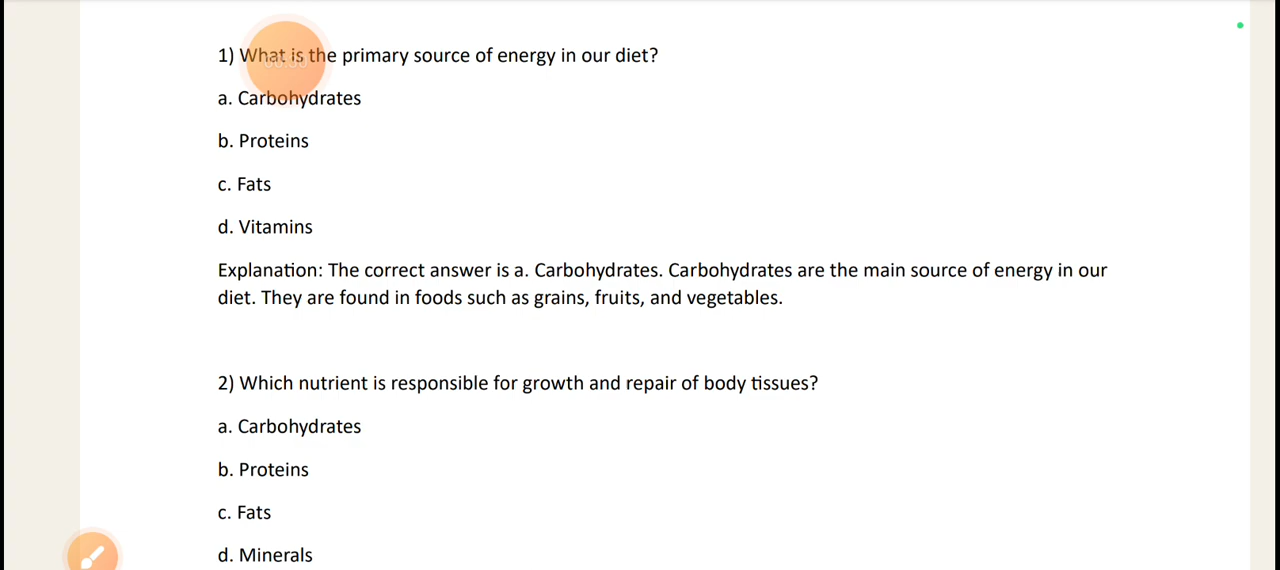 1) What is the primary source of energy in our diet?
a. Carbohydrates
b. Proteins
c. Fats
d. Vitamins
Explanation: The correct answer is a. Carbohydrates. Carbohydrates are the main source of energy in our
diet. They are found in foods such as grains, fruits, and vegetables.
2) Which nutrient is responsible for growth and repair of body tissues?
a. Carbohydrates
b. Proteins
c. Fats
d. Minerals